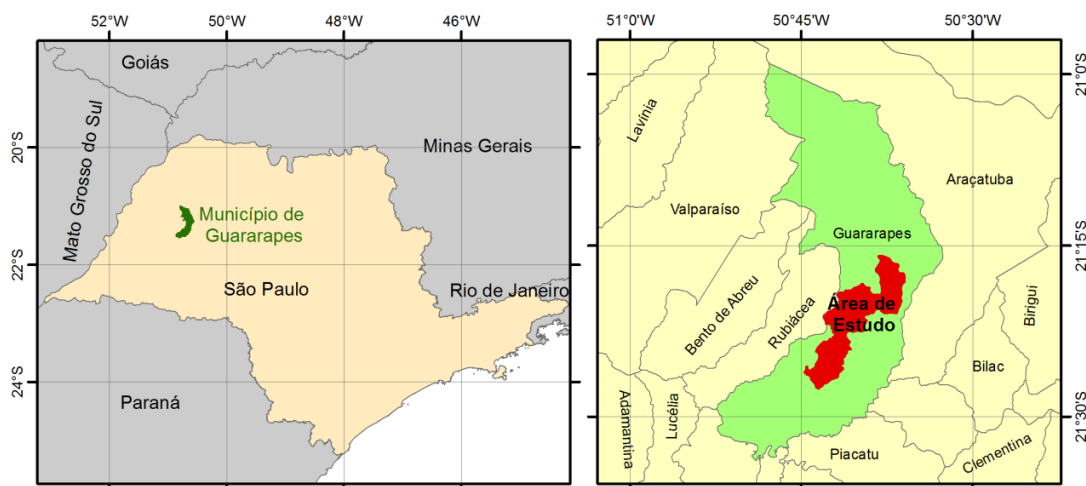 52°W
50°W
48°W
46°W
20°S
22°S
24°S
Goiás
Mato Grosso do Sul
Minas Gerais
Município de
Guararapes
São Paulo
Rio de Janeiro
Paraná
51°0'W
50°45'W
50°30'W
21°0'S
21°15'S
21°30'S
Lavínia
Araçatuba
Valparaíso
Guararapes
Bento de Abreu
Rubiácea
Área de
Estudo
Birigui
Bilac
Adamantina
Lucélia
Piacatu
Clementina